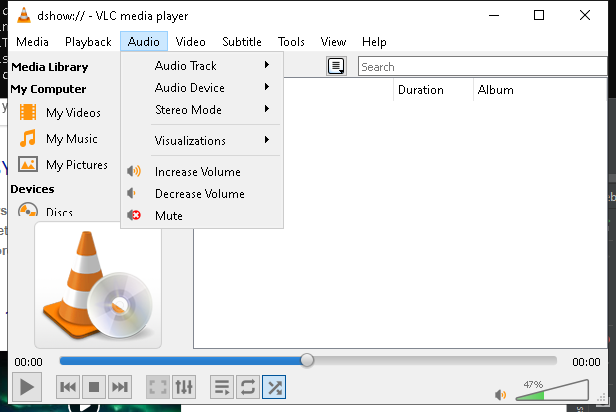 dshow:// - VLC media player
Media Playback Audio Video Subtitle Tools View Help
Media Library
My Computer
My Videos
My Music
My Pictures
Devices
Discs
Audio Track
Audio Device
Stereo Mode
Visualizations
Increase Volume
Decrease Volume
Mute
Search
Duration Album
00:00 00:00
47%